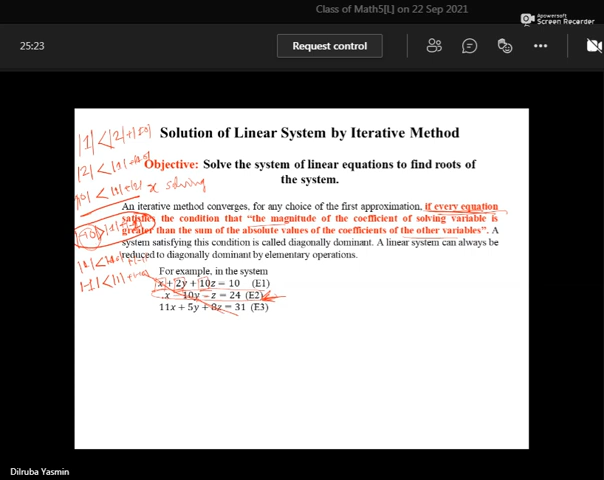 Class of Math5[L] on 22 Sep 2021
Apowersoft
Screen Recorder
25:23
Request control
Solution of Linear System by Iterative Method
Objective: Solve the system of linear equations to find roots of
the system.
x solving
An iterative method converges, for any choice of the first approximation, if every equation
satisfies the condition that "the magnitude of the coefficient of solving variable is
greater than the sum of the absolute values of the coefficients of the other variables". A
system satisfying this condition is called diagonally dominant. A linear system can always be
reduced to diagonally dominant by elementary operations.
For example, in the system
x + 2y + 10z = 10 (E1)
x 10y − z = 24 (E2)
11x + 5y + 8z = 31 (E3)
Dilruba Yasmin